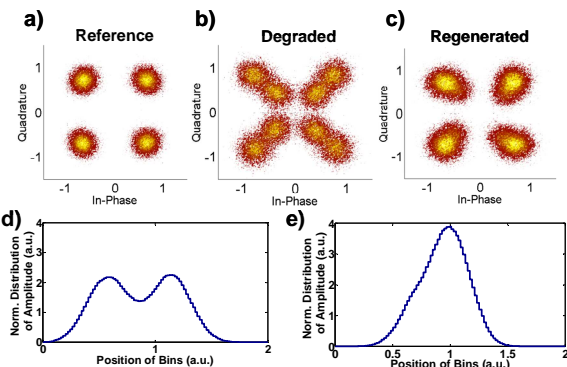 a) Reference
b) Degraded
c) Regenerated
Quadrature
1
0
-1
-1 0 1
In-Phase
Quadrature
1
0
-1
-1 0 1
In-Phase
Quadrature
1
0
-1
-1 0 1
In-Phase
d)
Norm. Distribution
of Amplitude (a.u.)
4
3
2
1
0
0 1 2
Position of Bins (a.u.)
e)
Norm. Distribution
of Amplitude (a.u.)
4
3
2
1
0
0 0.5 1 1.5 2
Position of Bins (a.u.)